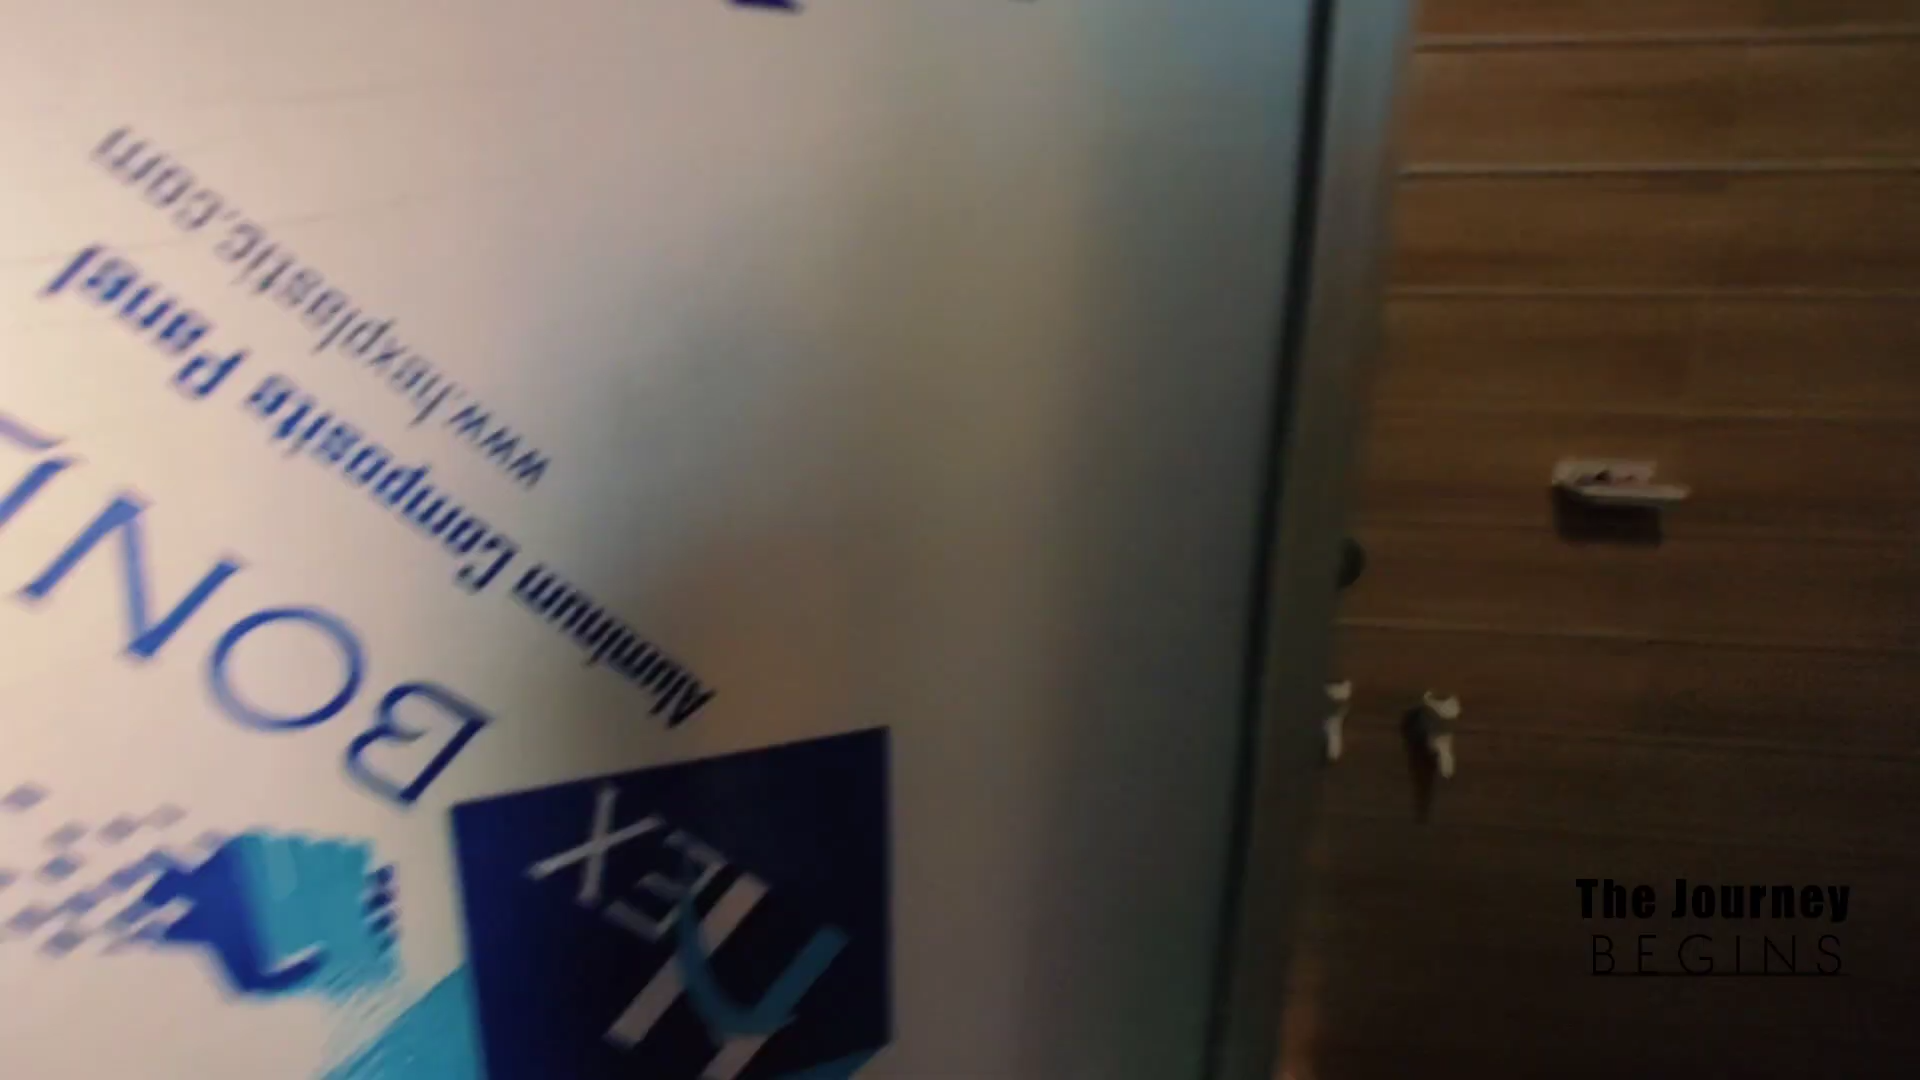 HEX
BON
Aluminum Composite Panel
www.hexplastic.com
The Journey
BEGINS